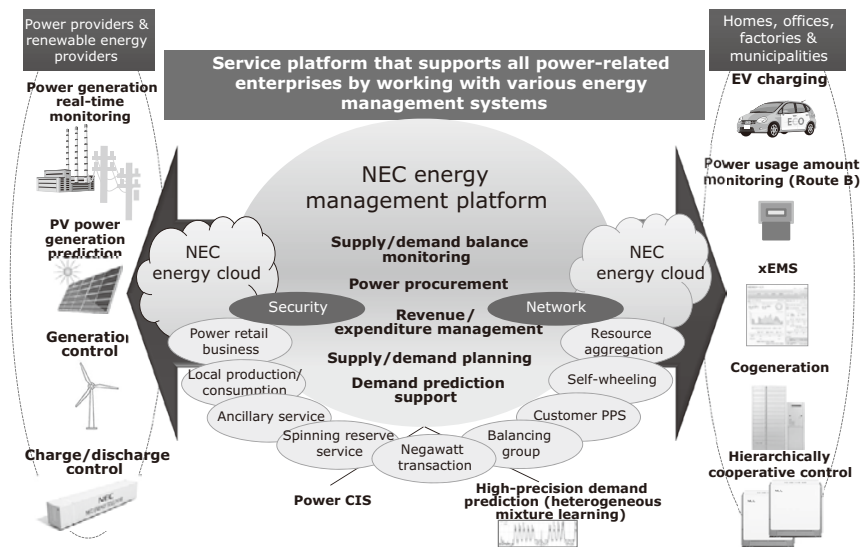 Power providers &
renewable energy
providers
Power generation
real-time
monitoring
PV power
generation
prediction
Generation
control
Charge/discharge
control
NEC
Service platform that supports all power-related
enterprises by working with various energy
management systems
NEC energy
management platform
Supply/demand balance
monitoring
Power procurement
Revenue/
expenditure management
Supply/demand planning
Demand prediction
support
NEC
energy cloud
Security
NEC
energy cloud
Network
Power retail
business
Local production/
consumption
Ancillary service
Spinning reserve
service
Negawatt
transaction
Balancing
group
Customer PPS
Self-wheeling
Resource
aggregation
Power CIS
High-precision demand
prediction (heterogeneous
mixture learning)
Homes, offices,
factories &
municipalities
EV charging
ECO
Power usage amount
monitoring (Route B)
xEMS
Cogeneration
Hierarchically
cooperative control